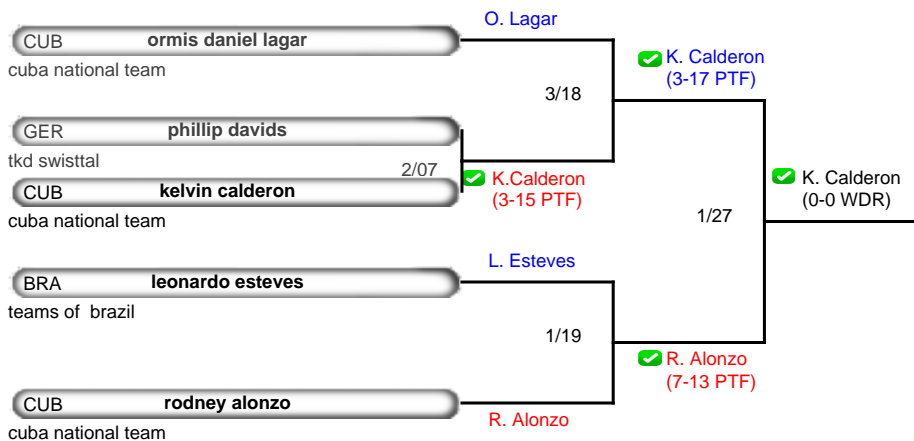 O. Lagar
CUB ormis daniel lagar
cuba national team
K. Calderon
(3-17 PTF)
3/18
GER phillip davids
tkd swisttal
2/07
K.Calderon
(3-15 PTF)
CUB kelvin calderon
cuba national team
K. Calderon
(0-0 WDR)
1/27
L. Esteves
BRA leonardo esteves
teams of brazil
1/19
R. Alonzo
(7-13 PTF)
CUB rodney alonzo
R. Alonzo
cuba national team